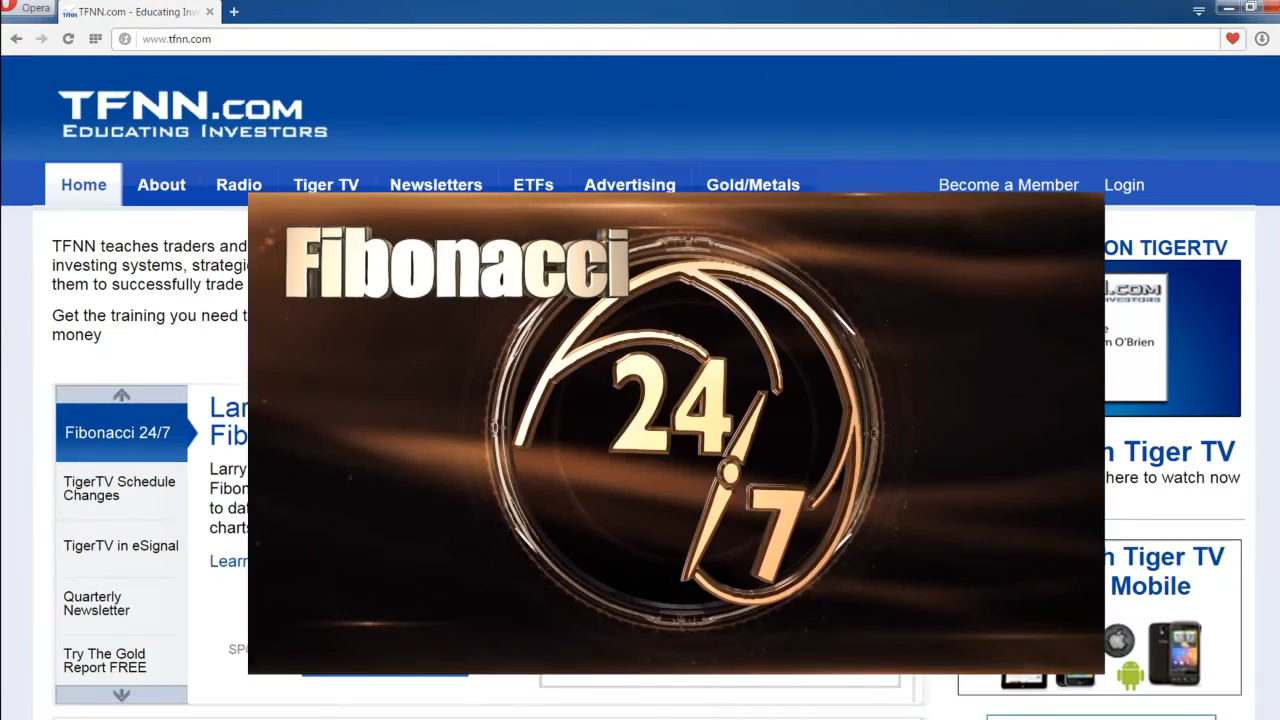 Opera
TFNN.com - Educating Inv
www.tfnn.com
TFNN.COM
EDUCATING INVESTORS
Home About Radio Tiger TV Newsletters ETFs Advertising Gold/Metals Become a Member Login
TFNN teaches traders and
investing systems, strategi
them to successfully trade
Get the training you need t
money
Fibonacci 24/7
TigerTV Schedule
Changes
TigerTV in eSignal
Quarterly
Newsletter
Try The Gold
Report FREE
Lar
Fib
Larry
Fibon
to dat
charts
Learn
SPO
Fibonacci
24
7
ON TIGERTV
.COM
m O'Brien
n Tiger TV
here to watch now
n Tiger TV
Mobile